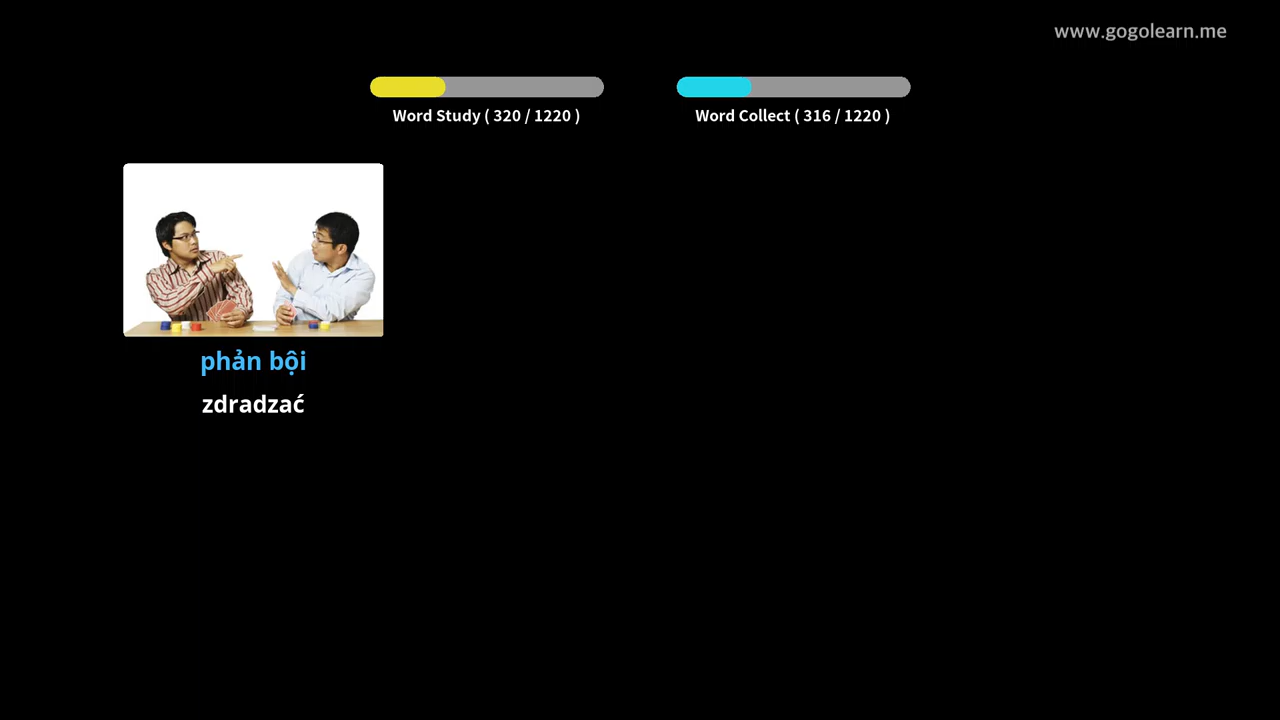 www.gogolearn.me
Word Study ( 320 / 1220 )
Word Collect ( 316 / 1220 )
phản bội
zdradzać